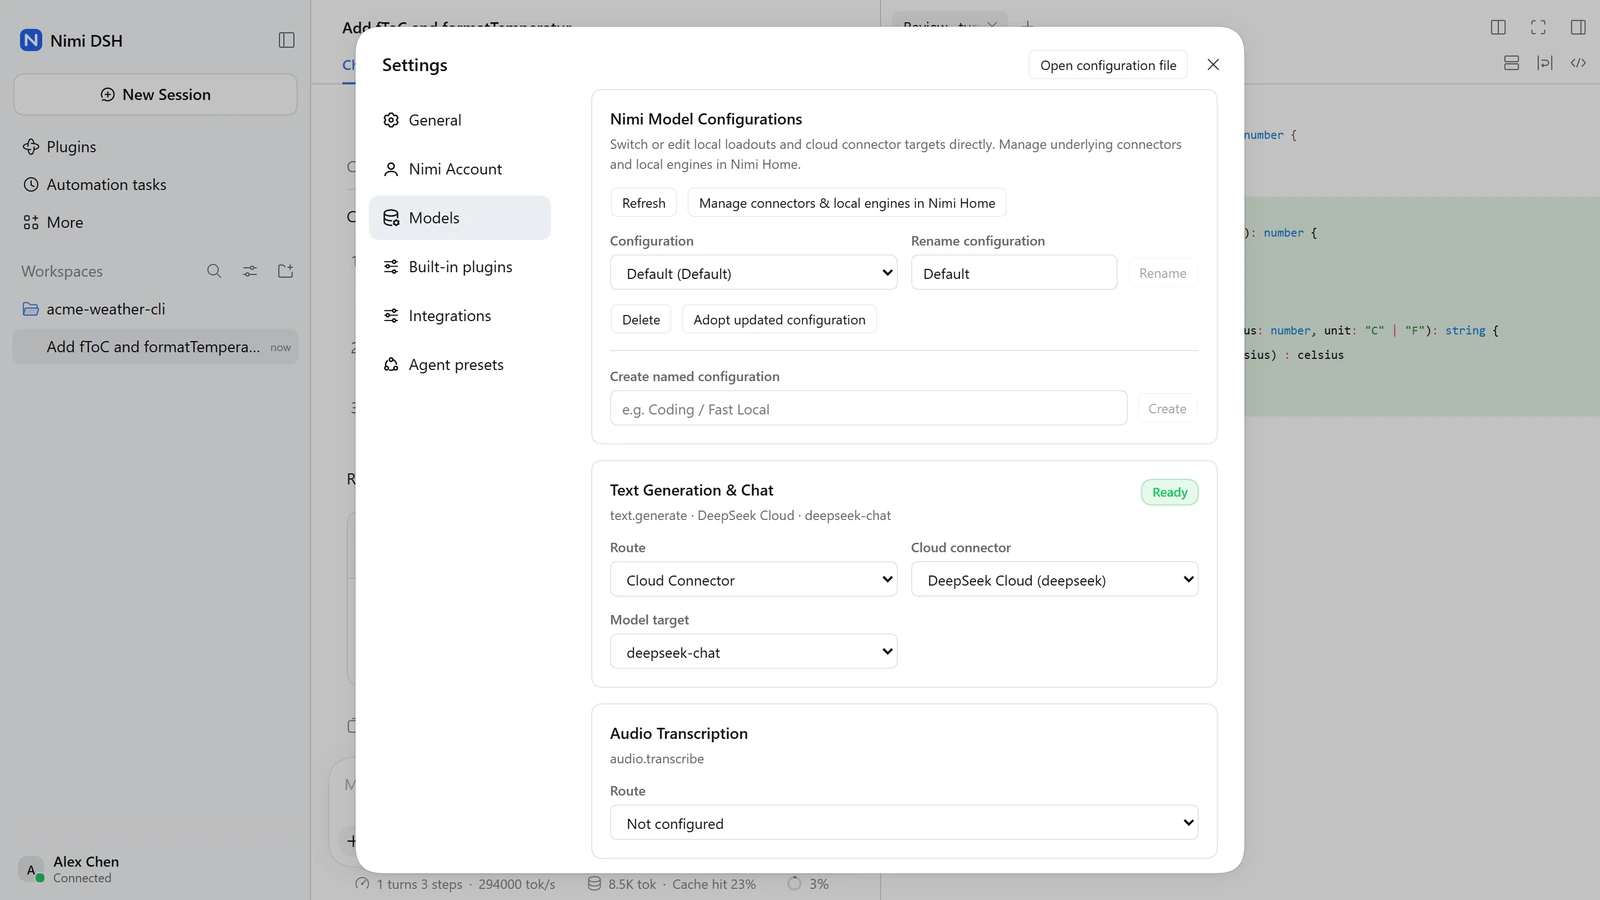 Nimi DSH
New Session
Plugins
Automation tasks
More
Workspaces
acme-weather-cli
Add fToC and formatTempera... now
A
Alex Chen
Connected
Settings
Open configuration file
General
Nimi Account
Models
Built-in plugins
Integrations
Agent presets
Nimi Model Configurations
Switch or edit local loadouts and cloud connector targets directly. Manage underlying connectors
and local engines in Nimi Home.
Refresh
Manage connectors & local engines in Nimi Home
Configuration
Rename configuration
Default (Default)
Default
Rename
Delete
Adopt updated configuration
Create named configuration
e.g. Coding / Fast Local
Create
Text Generation & Chat
Ready
text.generate · DeepSeek Cloud · deepseek-chat
Route
Cloud connector
Cloud Connector
DeepSeek Cloud (deepseek)
Model target
deepseek-chat
Audio Transcription
audio.transcribe
Route
Not configured
number {
): number {
us: number, unit: "C" | "F"): string {
sius) : celsius
1 turns 3 steps · 294000 tok/s
8.5K tok · Cache hit 23%
3%